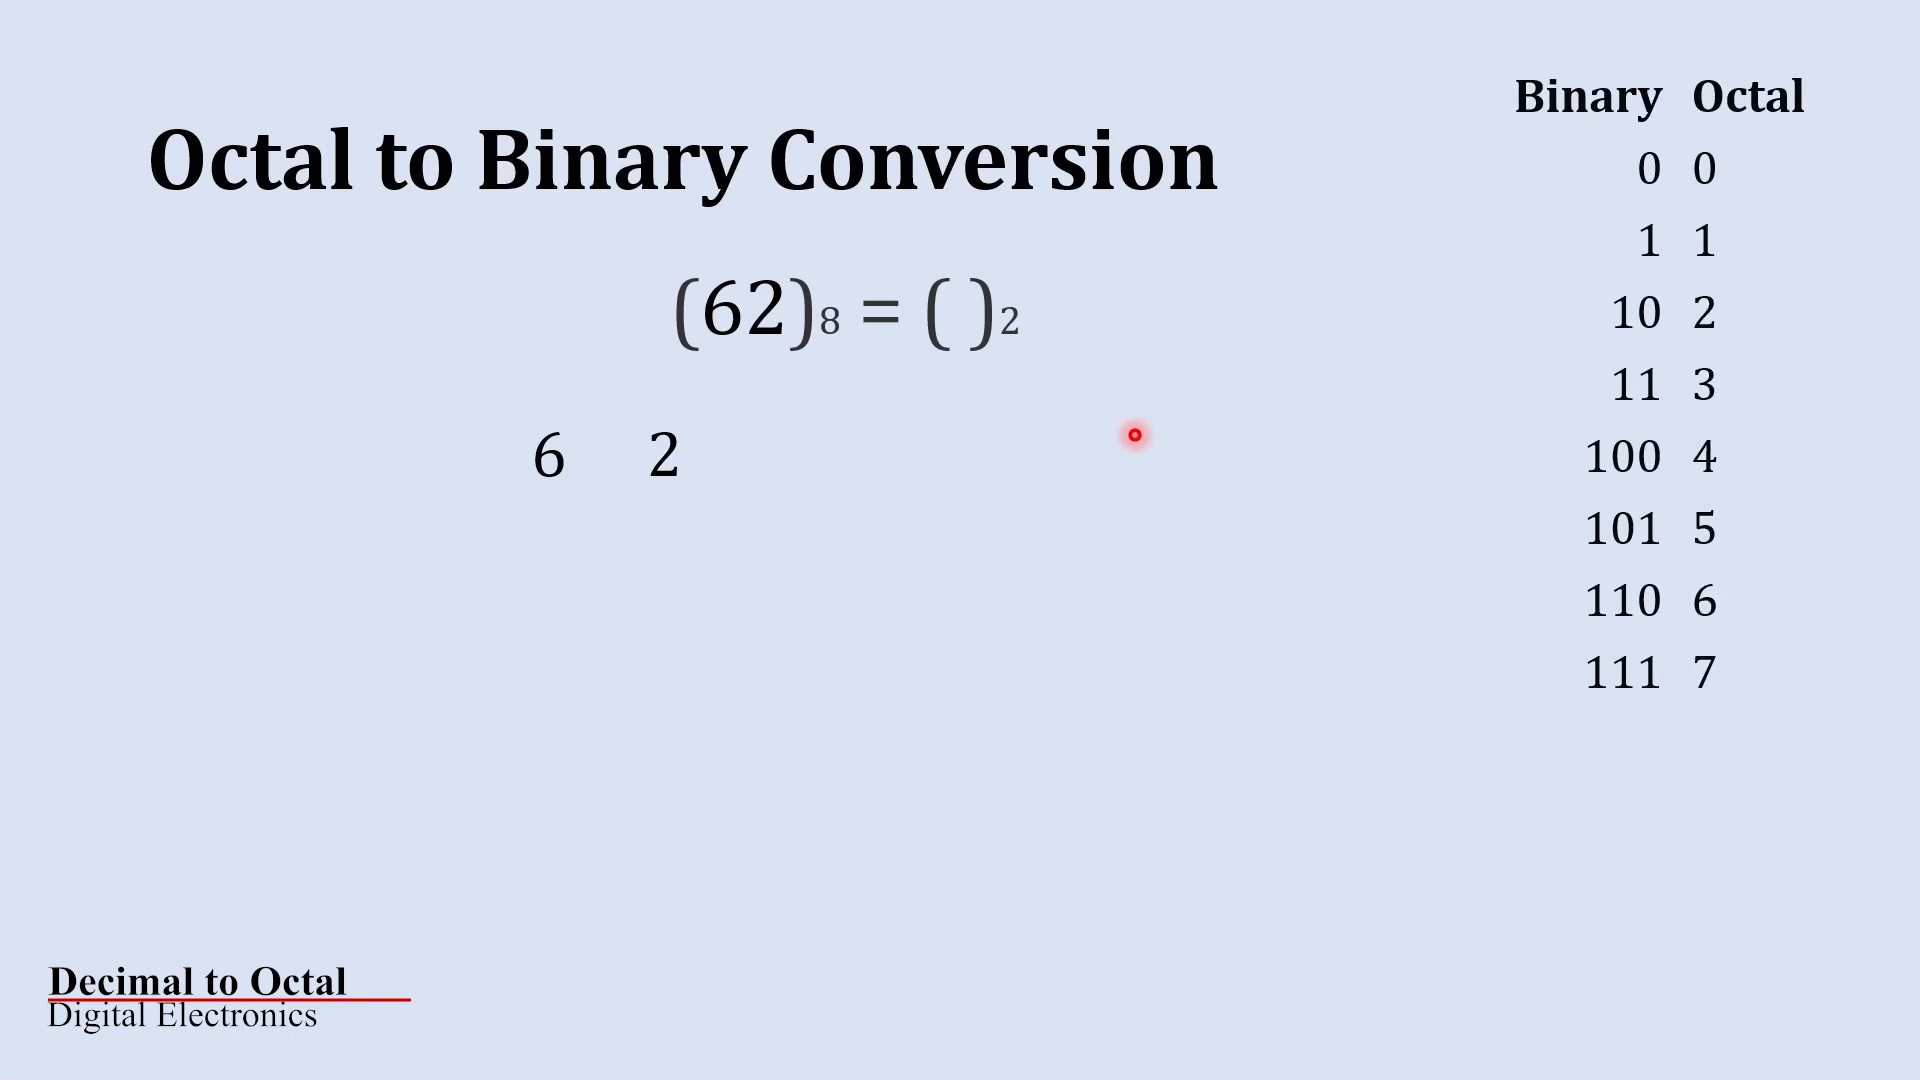 Octal to Binary Conversion
(62)₈ = ( )₂
6 2
Binary Octal
0 0
1 1
10 2
11 3
100 4
101 5
110 6
111 7
Decimal to Octal
Digital Electronics